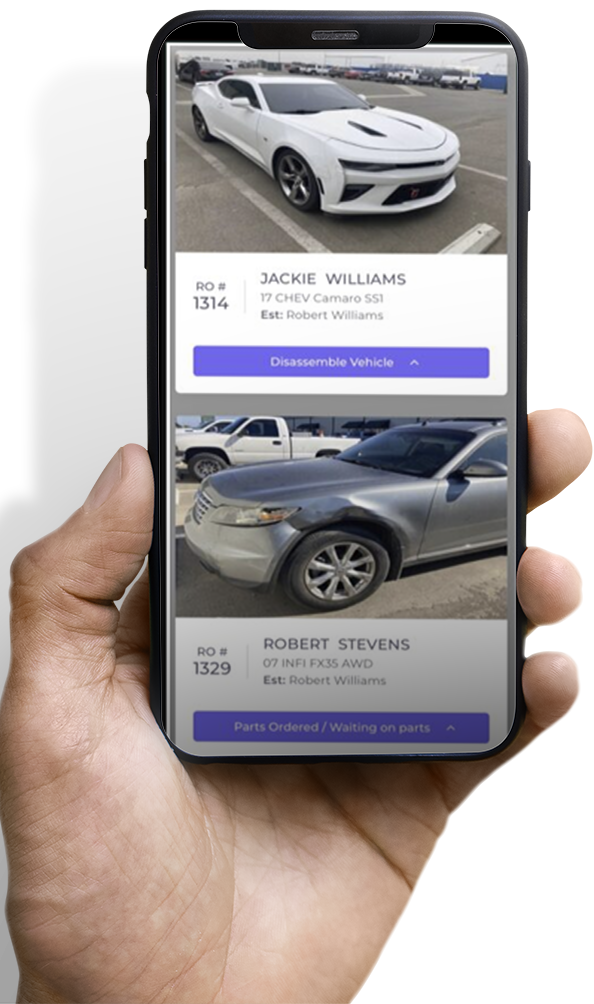 RO #
1314
JACKIE WILLIAMS
17 CHEV Camaro SS1
Est: Robert Williams
Disassemble Vehicle
RO #
1329
ROBERT STEVENS
07 INFI FX35 AWD
Est: Robert Williams
Parts Ordered / Waiting on parts